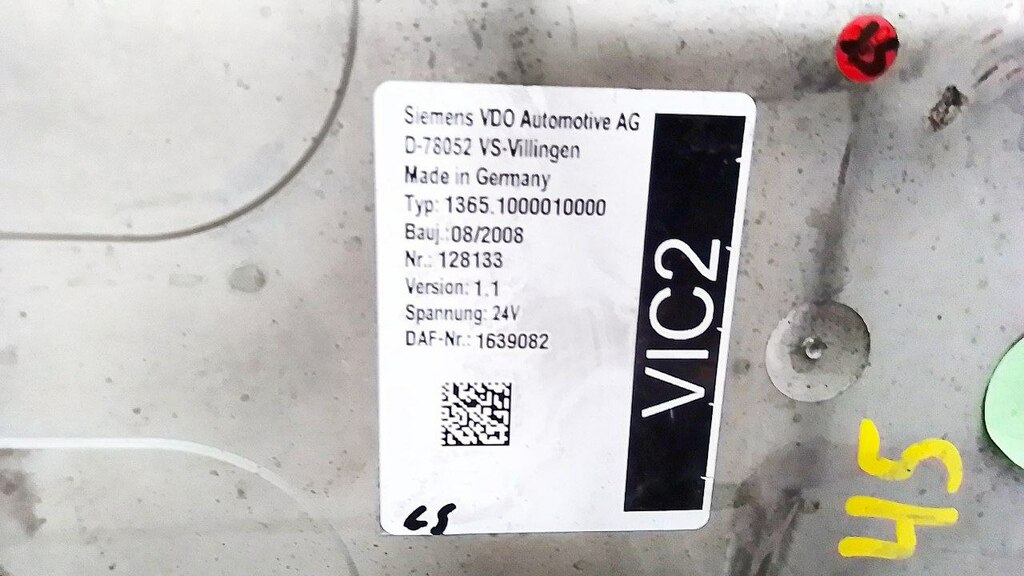 Siemens VDO Automotive AG
D-78052 VS-Villingen
Made in Germany
Typ: 1365.1000010000
Bauj.:08/2008
Nr.: 128133
Version: 1.1
Spannung: 24V
DAF-Nr.: 1639082
VIC2
45